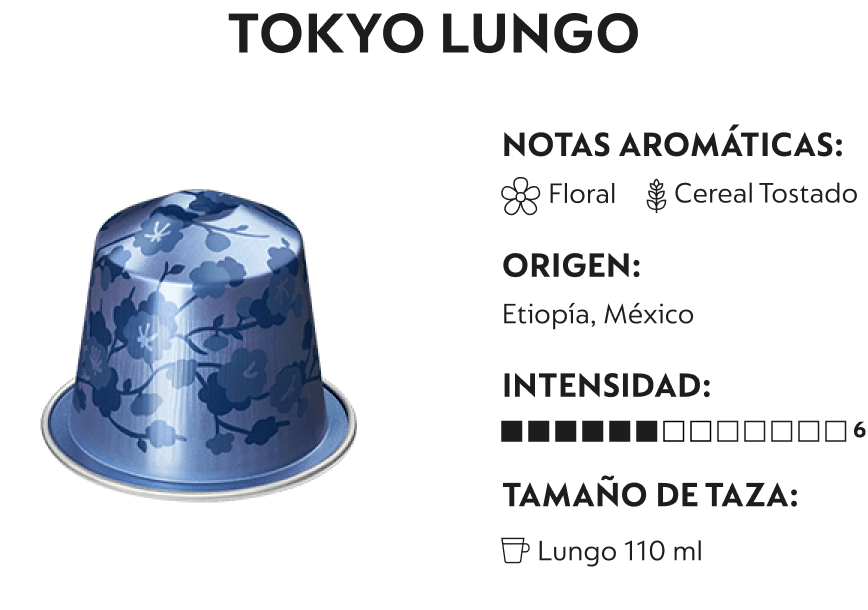 TOKYO LUNGO
NOTAS AROMÁTICAS:
Floral Cereal Tostado
ORIGEN:
Etiopía, México
INTENSIDAD:
6
TAMAÑO DE TAZA:
Lungo 110 ml